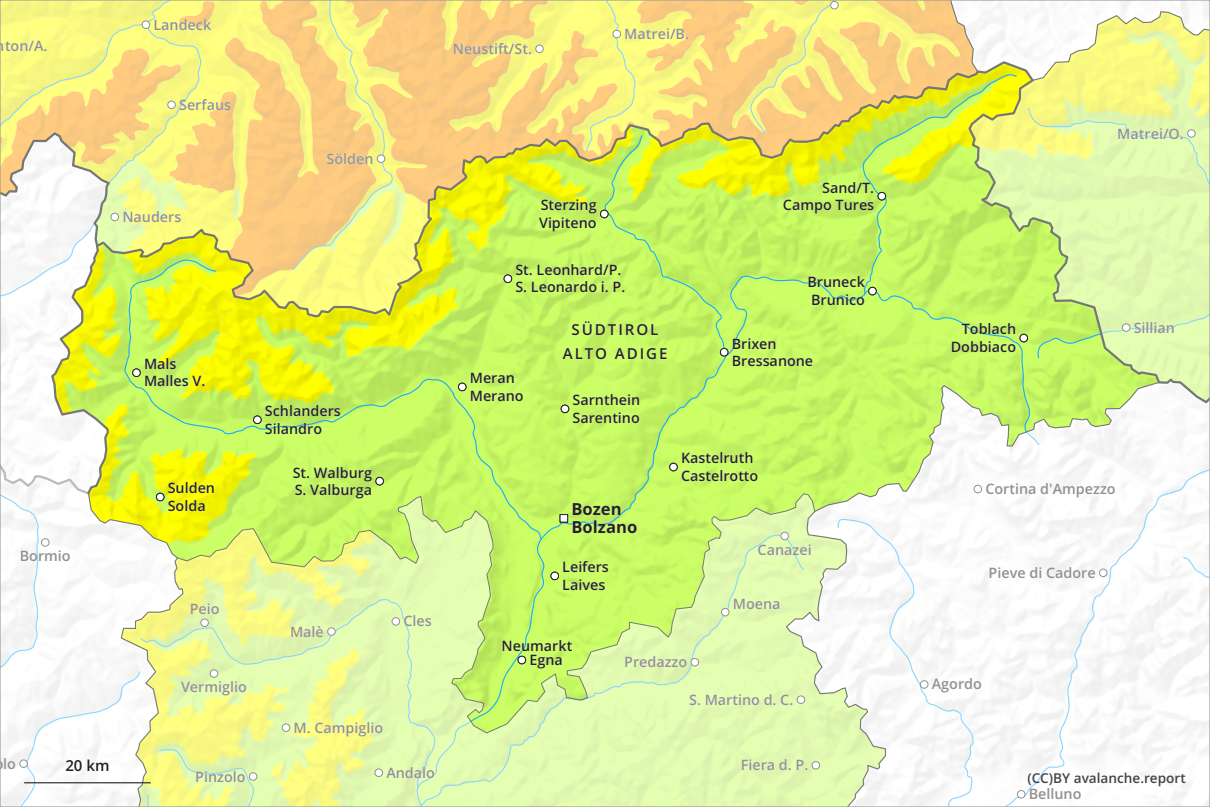 Landeck
nton/A.
Neustift/St.
Matrei/B.
Serfaus
Matrei/O.
Sölden
Nauders
Sand/T.
Campo Tures
Sterzing
Vipiteno
St. Leonhard/P.
S. Leonardo i. P.
Bruneck
Brunico
SÜDTIROL
ALTO ADIGE
Toblach
Dobbiaco
Sillian
Brixen
Bressanone
Mals
Malles V.
Meran
Merano
Sarnthein
Sarentino
Schlanders
Silandro
Kastelruth
Castelrotto
St. Walburg
S. Valburga
Sulden
Solda
Cortina d'Ampezzo
Bozen
Bolzano
Bormio
Canazei
Leifers
Laives
Pieve di Cadore
Peio
Moena
Malè
Cles
Neumarkt
Egna
Predazzo
Vermiglio
Agordo
S. Martino d. C.
M. Campiglio
20 km
olo
Pinzolo
Andalo
Fiera d. P.
(CC)BY avalanche.report
Belluno